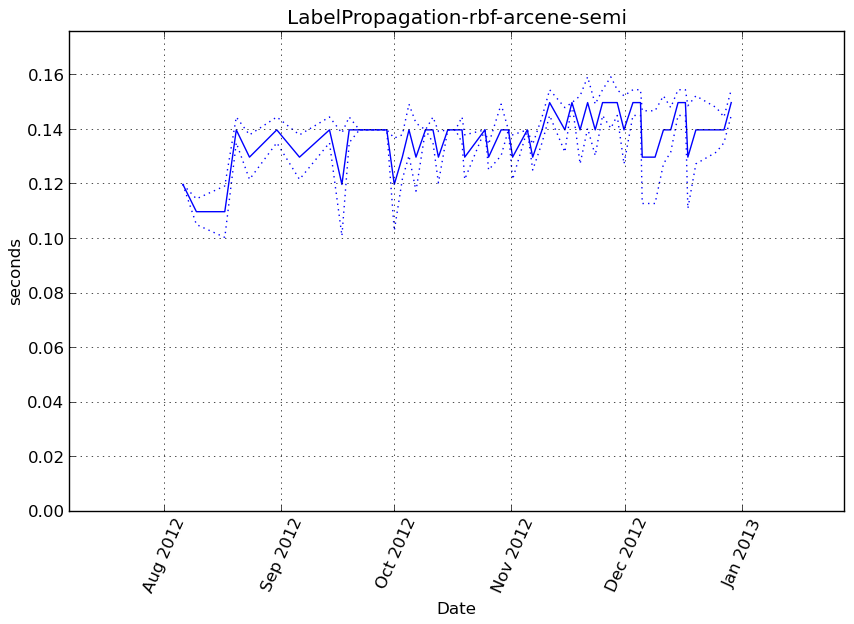 LabelPropagation-rbf-arcene-semi
0.16
0.14
0.12
0.10
0.08
0.06
0.04
0.02
0.00
seconds
Aug 2012
Sep 2012
Oct 2012
Nov 2012
Dec 2012
Jan 2013
Date